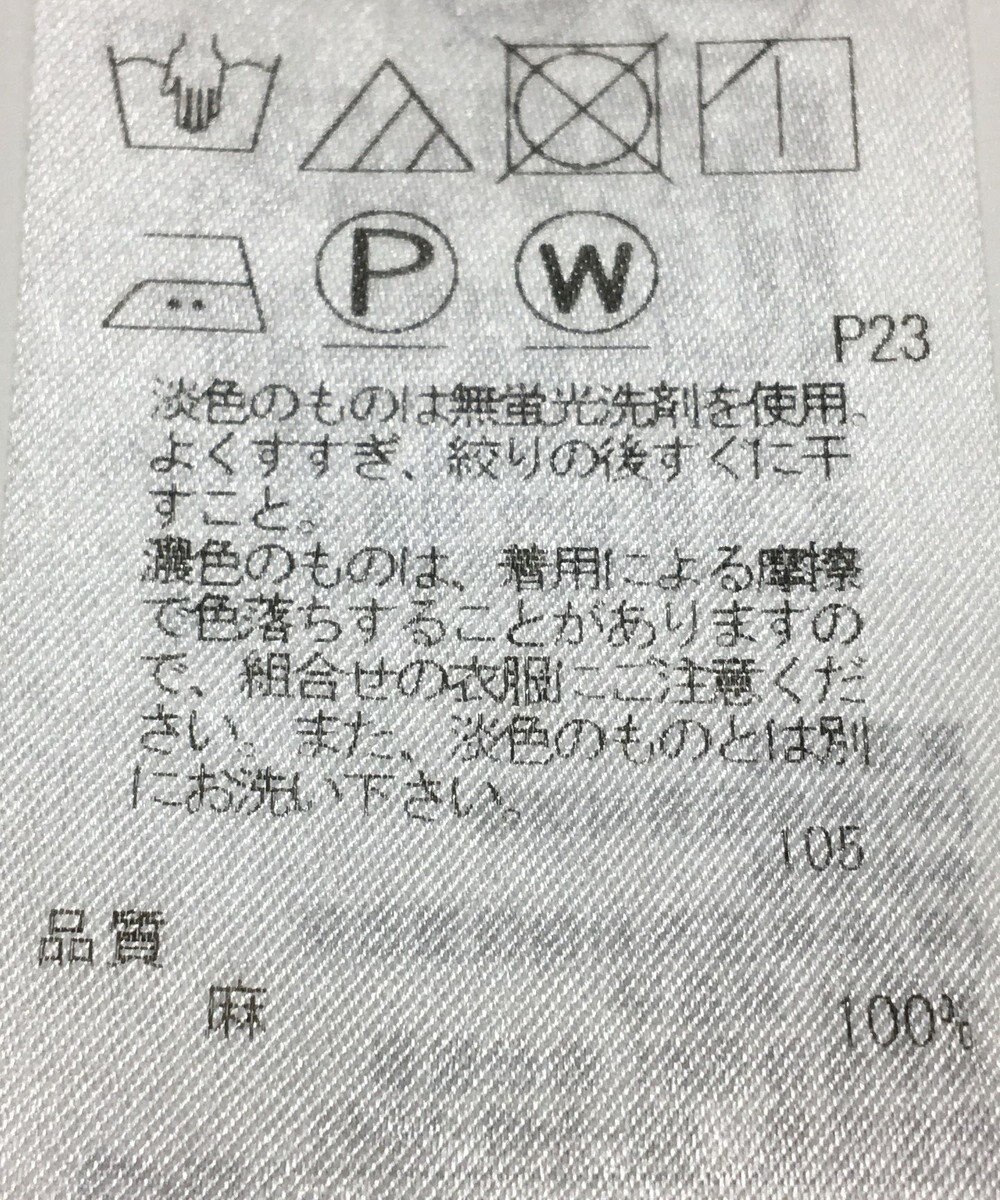 P
W
P23
淡色のものは無蛍光洗剤を使用。
よくすすぎ、絞りの後すぐに干
すこと。
濃色のものは、着用による摩擦
で色落ちすることがありますの
で、組合せの衣服にご注意くだ
さい。また、淡色のものとは別
にお洗い下さい。
105
品質
麻 100%